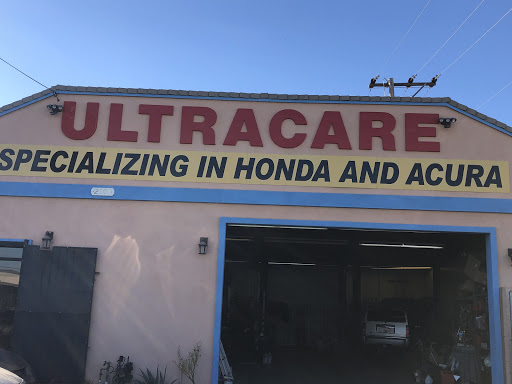 ULTRACARE
SPECIALIZING IN HONDA AND ACURA